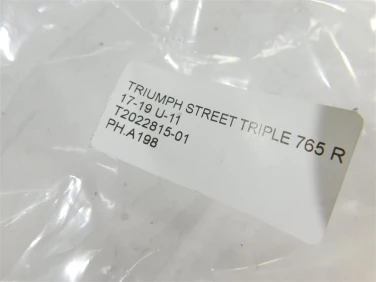 TRIUMPH STREET TRIPLE 765 R
17-19 U-11
T2022815-01
PH.A198